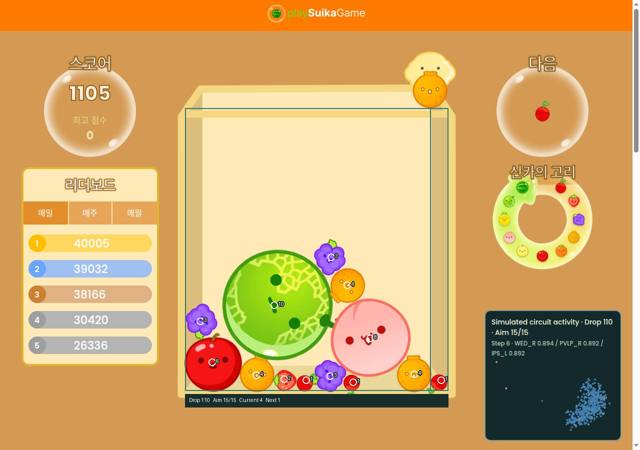 playSuikaGame
스코어
1105
최고 점수
0
다음
리더보드
매일
매주
매월
1 40005
2 39032
3 38166
4 30420
5 26336
신카의 고리
Simulated circuit activity · Drop 110
· Aim 15/15
Step 6 · WED_R 0.894 / PVLP_R 0.892 /
IPS_L 0.892
Drop 110 Aim 15/15 Current 4 Next 1